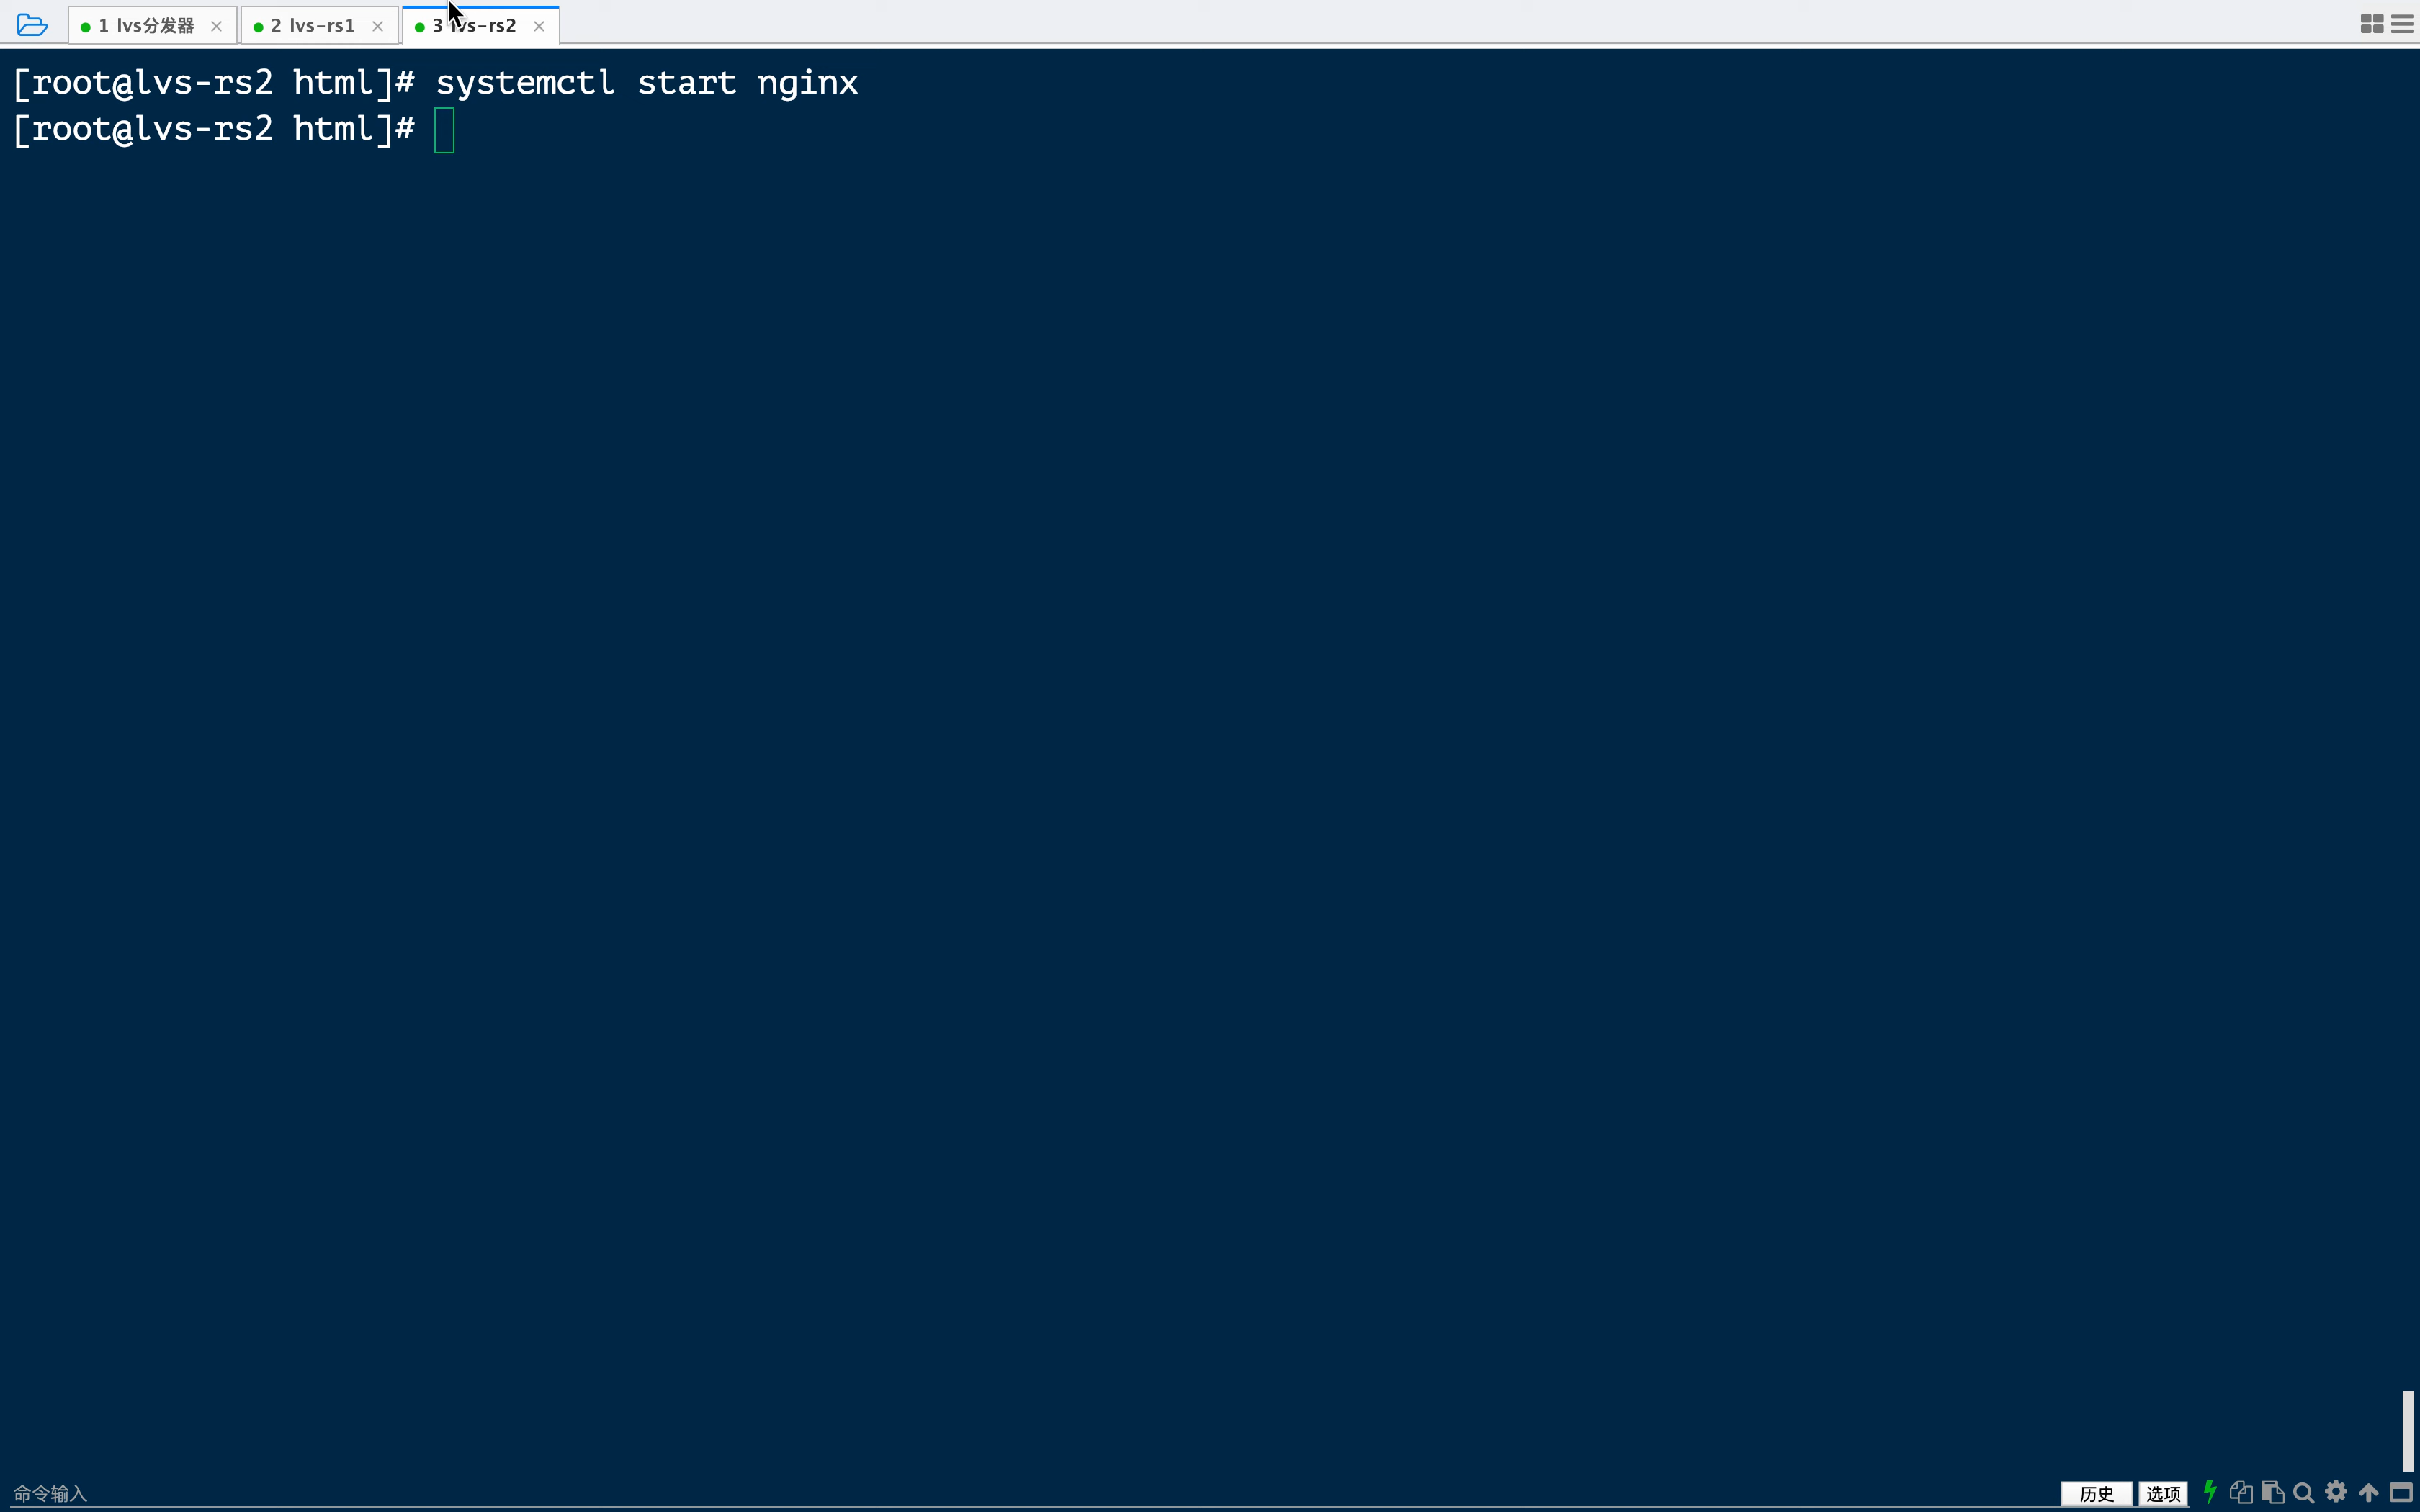 1 lvs分发器
2 lvs-rs1
3 lvs-rs2
[root@lvs-rs2 html]# systemctl start nginx
[root@lvs-rs2 html]#
命令输入
历史
选项